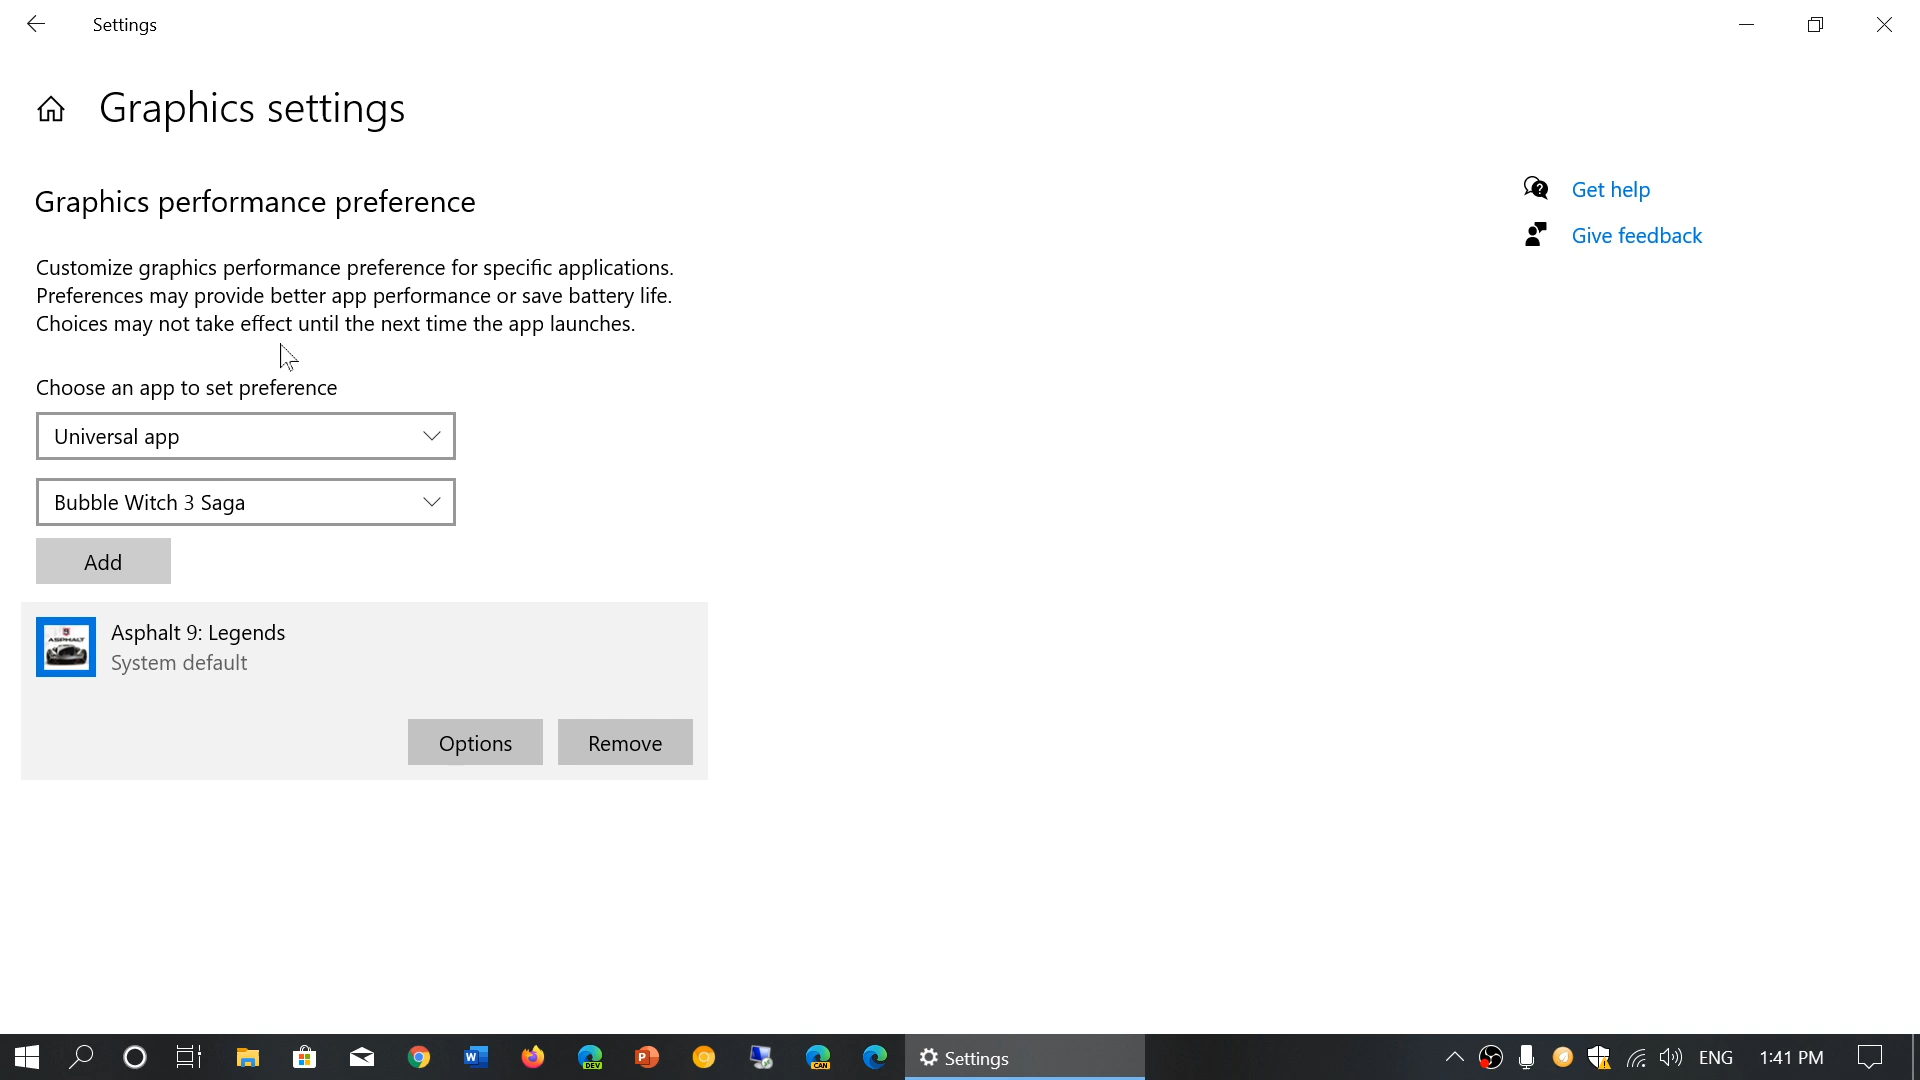 Settings
Graphics settings
Graphics performance preference
Customize graphics performance preference for specific applications.
Preferences may provide better app performance or save battery life.
Choices may not take effect until the next time the app launches.
Choose an app to set preference
Universal app
Bubble Witch 3 Saga
Add
ASPHALT
Asphalt 9: Legends
System default
Options
Remove
Get help
Give feedback
W
DEV
P
CAN
Settings
ENG
1:41 PM